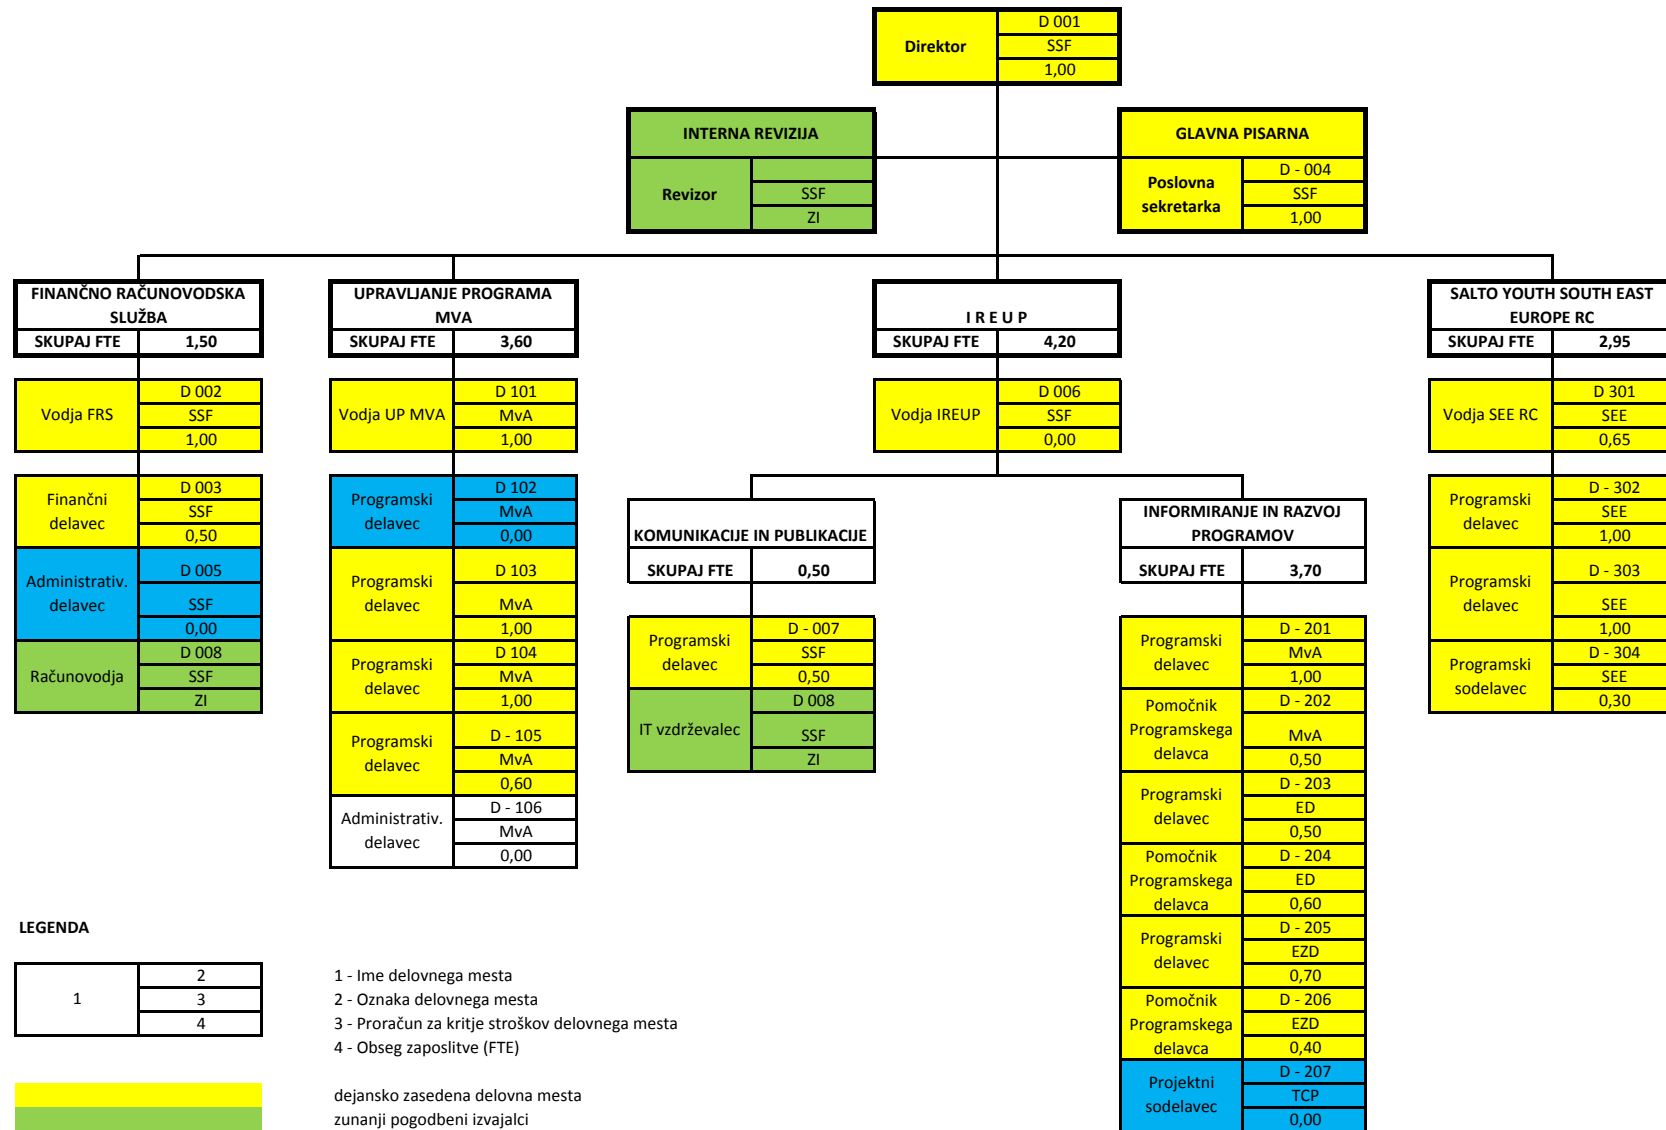 Direktor
D 001
SSF
1,00
INTERNA REVIZIJA
Revizor
SSF
ZI
GLAVNA PISARNA
Poslovna
sekretarka
D - 004
SSF
1,00
FINANČNO RAČUNOVODSKA
SLUŽBA
SKUPAJ FTE 1,50
Vodja FRS
D 002
SSF
1,00
Finančni
delavec
D 003
SSF
0,50
Administrativ.
delavec
D 005
SSF
0,00
Računovodja
D 008
SSF
ZI
UPRAVLJANJE PROGRAMA
MVA
SKUPAJ FTE 3,60
Vodja UP MVA
D 101
MvA
1,00
Programski
delavec
D 102
MvA
0,00
Programski
delavec
D 103
MvA
1,00
Programski
delavec
D 104
MvA
1,00
Programski
delavec
D - 105
MvA
0,60
Administrativ.
delavec
D - 106
MvA
0,00
I R E U P
SKUPAJ FTE 4,20
Vodja IREUP
D 006
SSF
0,00
KOMUNIKACIJE IN PUBLIKACIJE
SKUPAJ FTE 0,50
Programski
delavec
D - 007
SSF
0,50
IT vzdrževalec
D 008
SSF
ZI
INFORMIRANJE IN RAZVOJ
PROGRAMOV
SKUPAJ FTE 3,70
Programski
delavec
D - 201
MvA
1,00
Pomočnik
Programskega
delavca
D - 202
MvA
0,50
Programski
delavec
D - 203
ED
0,50
Pomočnik
Programskega
delavca
D - 204
ED
0,60
Programski
delavec
D - 205
EZD
0,70
Pomočnik
Programskega
delavca
D - 206
EZD
0,40
Projektni
sodelavec
D - 207
TCP
0,00
SALTO YOUTH SOUTH EAST
EUROPE RC
SKUPAJ FTE 2,95
Vodja SEE RC
D 301
SEE
0,65
Programski
delavec
D - 302
SEE
1,00
Programski
delavec
D - 303
SEE
1,00
Programski
sodelavec
D - 304
SEE
0,30
LEGENDA
1
2
3
4
1 - Ime delovnega mesta
2 - Oznaka delovnega mesta
3 - Proračun za kritje stroškov delovnega mesta
4 - Obseg zaposlitve (FTE)
dejansko zasedena delovna mesta
zunanji pogodbeni izvajalci